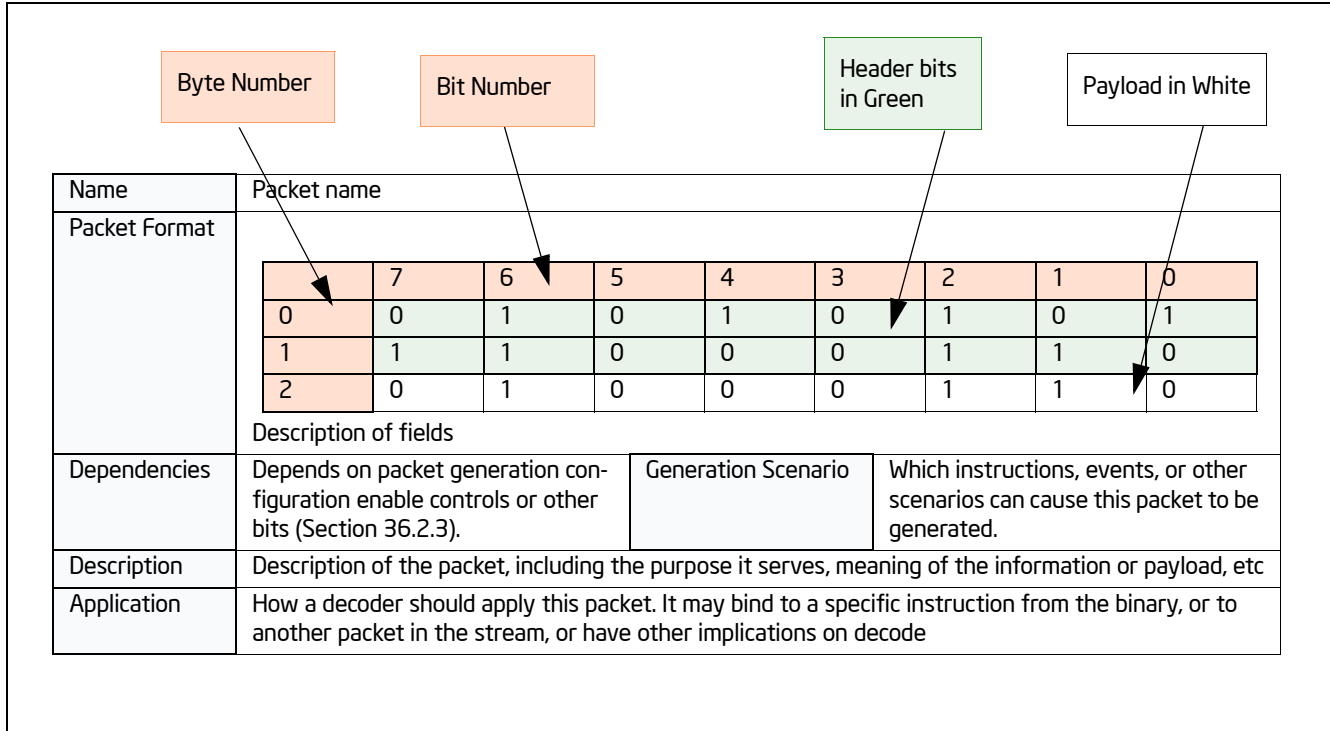 Byte Number
Bit Number
Header bits
in Green
Payload in White
Name
Packet name
Packet Format
7 6 5 4 3 2 1 0
0 0 1 0 1 0 1 0 1
1 1 1 0 0 0 1 1 0
2 0 1 0 0 0 1 1 0
Description of fields
Dependencies
Depends on packet generation con-
figuration enable controls or other
bits (Section 36.2.3).
Generation Scenario
Which instructions, events, or other
scenarios can cause this packet to be
generated.
Description
Description of the packet, including the purpose it serves, meaning of the information or payload, etc
Application
How a decoder should apply this packet. It may bind to a specific instruction from the binary, or to
another packet in the stream, or have other implications on decode